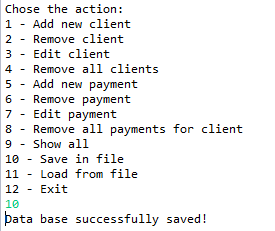 Chose the action:
1 - Add new client
2 - Remove client
3 - Edit client
4 - Remove all clients
5 - Add new payment
6 - Remove payment
7 - Edit payment
8 - Remove all payments for client
9 - Show all
10 - Save in file
11 - Load from file
12 - Exit
10
Data base successfully saved!